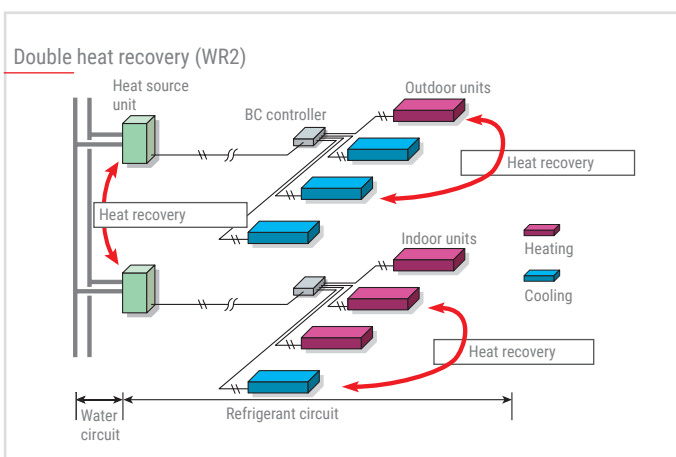 Double heat recovery (WR2)
Heat source
unit
BC controller
Outdoor units
Heat recovery
Heat recovery
Indoor units
Heating
Cooling
Heat recovery
Water
circuit
Refrigerant circuit